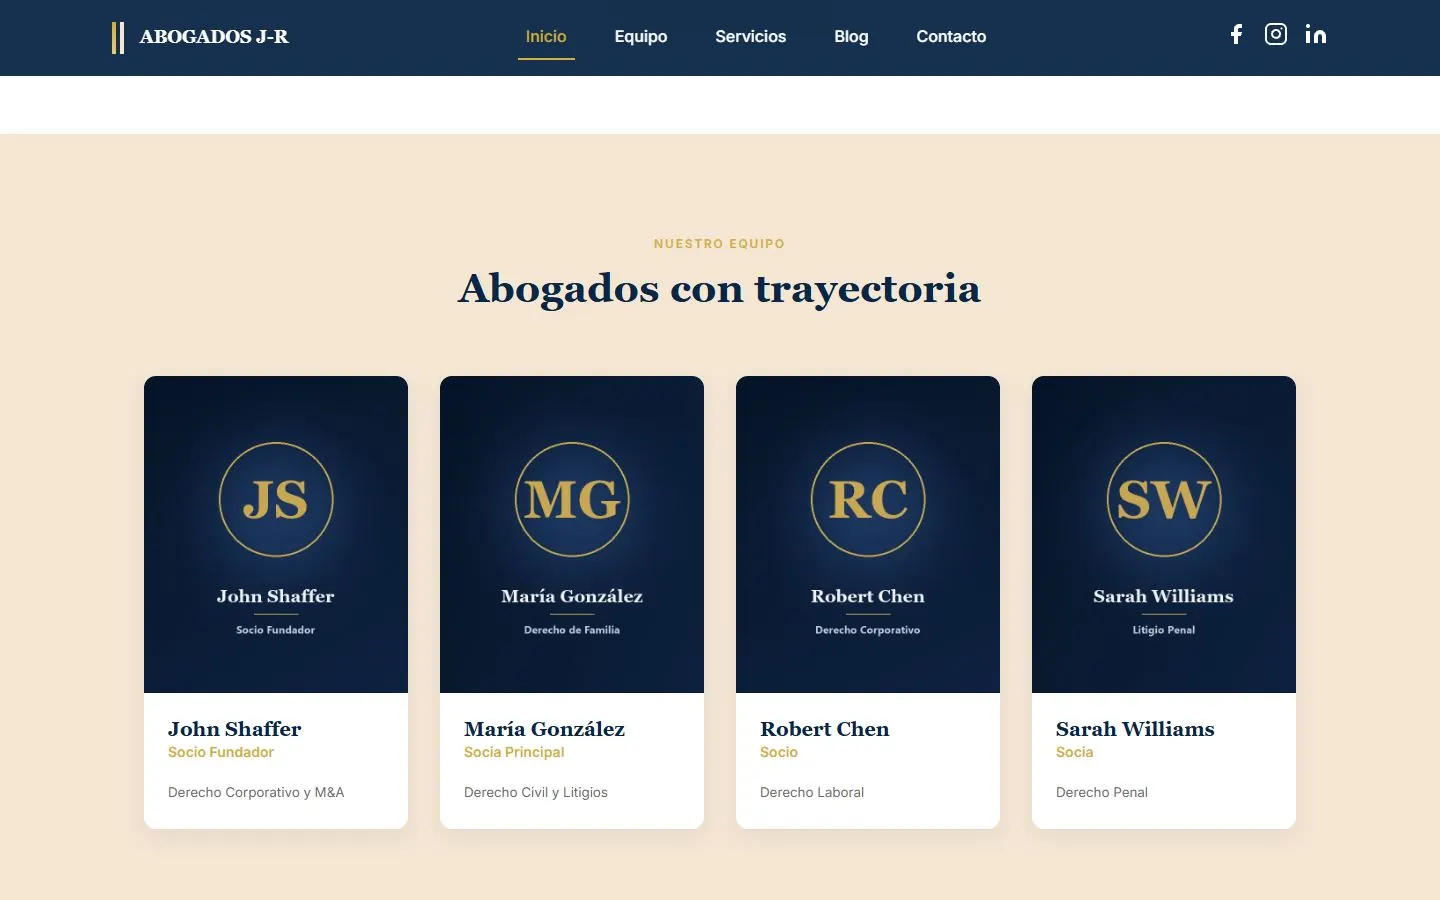 ABOGADOS J-R
Inicio
Equipo
Servicios
Blog
Contacto
NUESTRO EQUIPO
Abogados con trayectoria
JS
John Shaffer
Socio Fundador
John Shaffer
Socio Fundador
Derecho Corporativo y M&A
MG
María González
Derecho de Familia
María González
Socia Principal
Derecho Civil y Litigios
RC
Robert Chen
Derecho Corporativo
Robert Chen
Socio
Derecho Laboral
SW
Sarah Williams
Litigio Penal
Sarah Williams
Socia
Derecho Penal